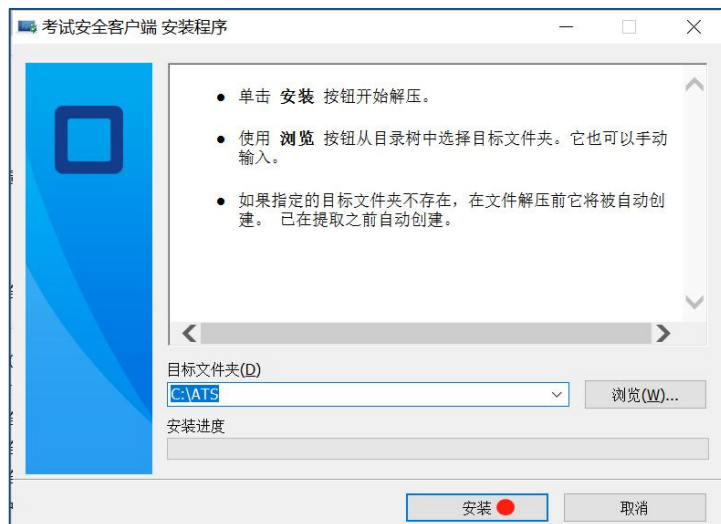 考试安全客户端 安装程序
● 单击 安装 按钮开始解压。
● 使用 浏览 按钮从目录树中选择目标文件夹。它也可以手动
输入。
● 如果指定的目标文件夹不存在，在文件解压前它将被自动创
建。 已在提取之前自动创建。
目标文件夹(D)
C:\ATS
浏览(W)...
安装进度
安装
取消